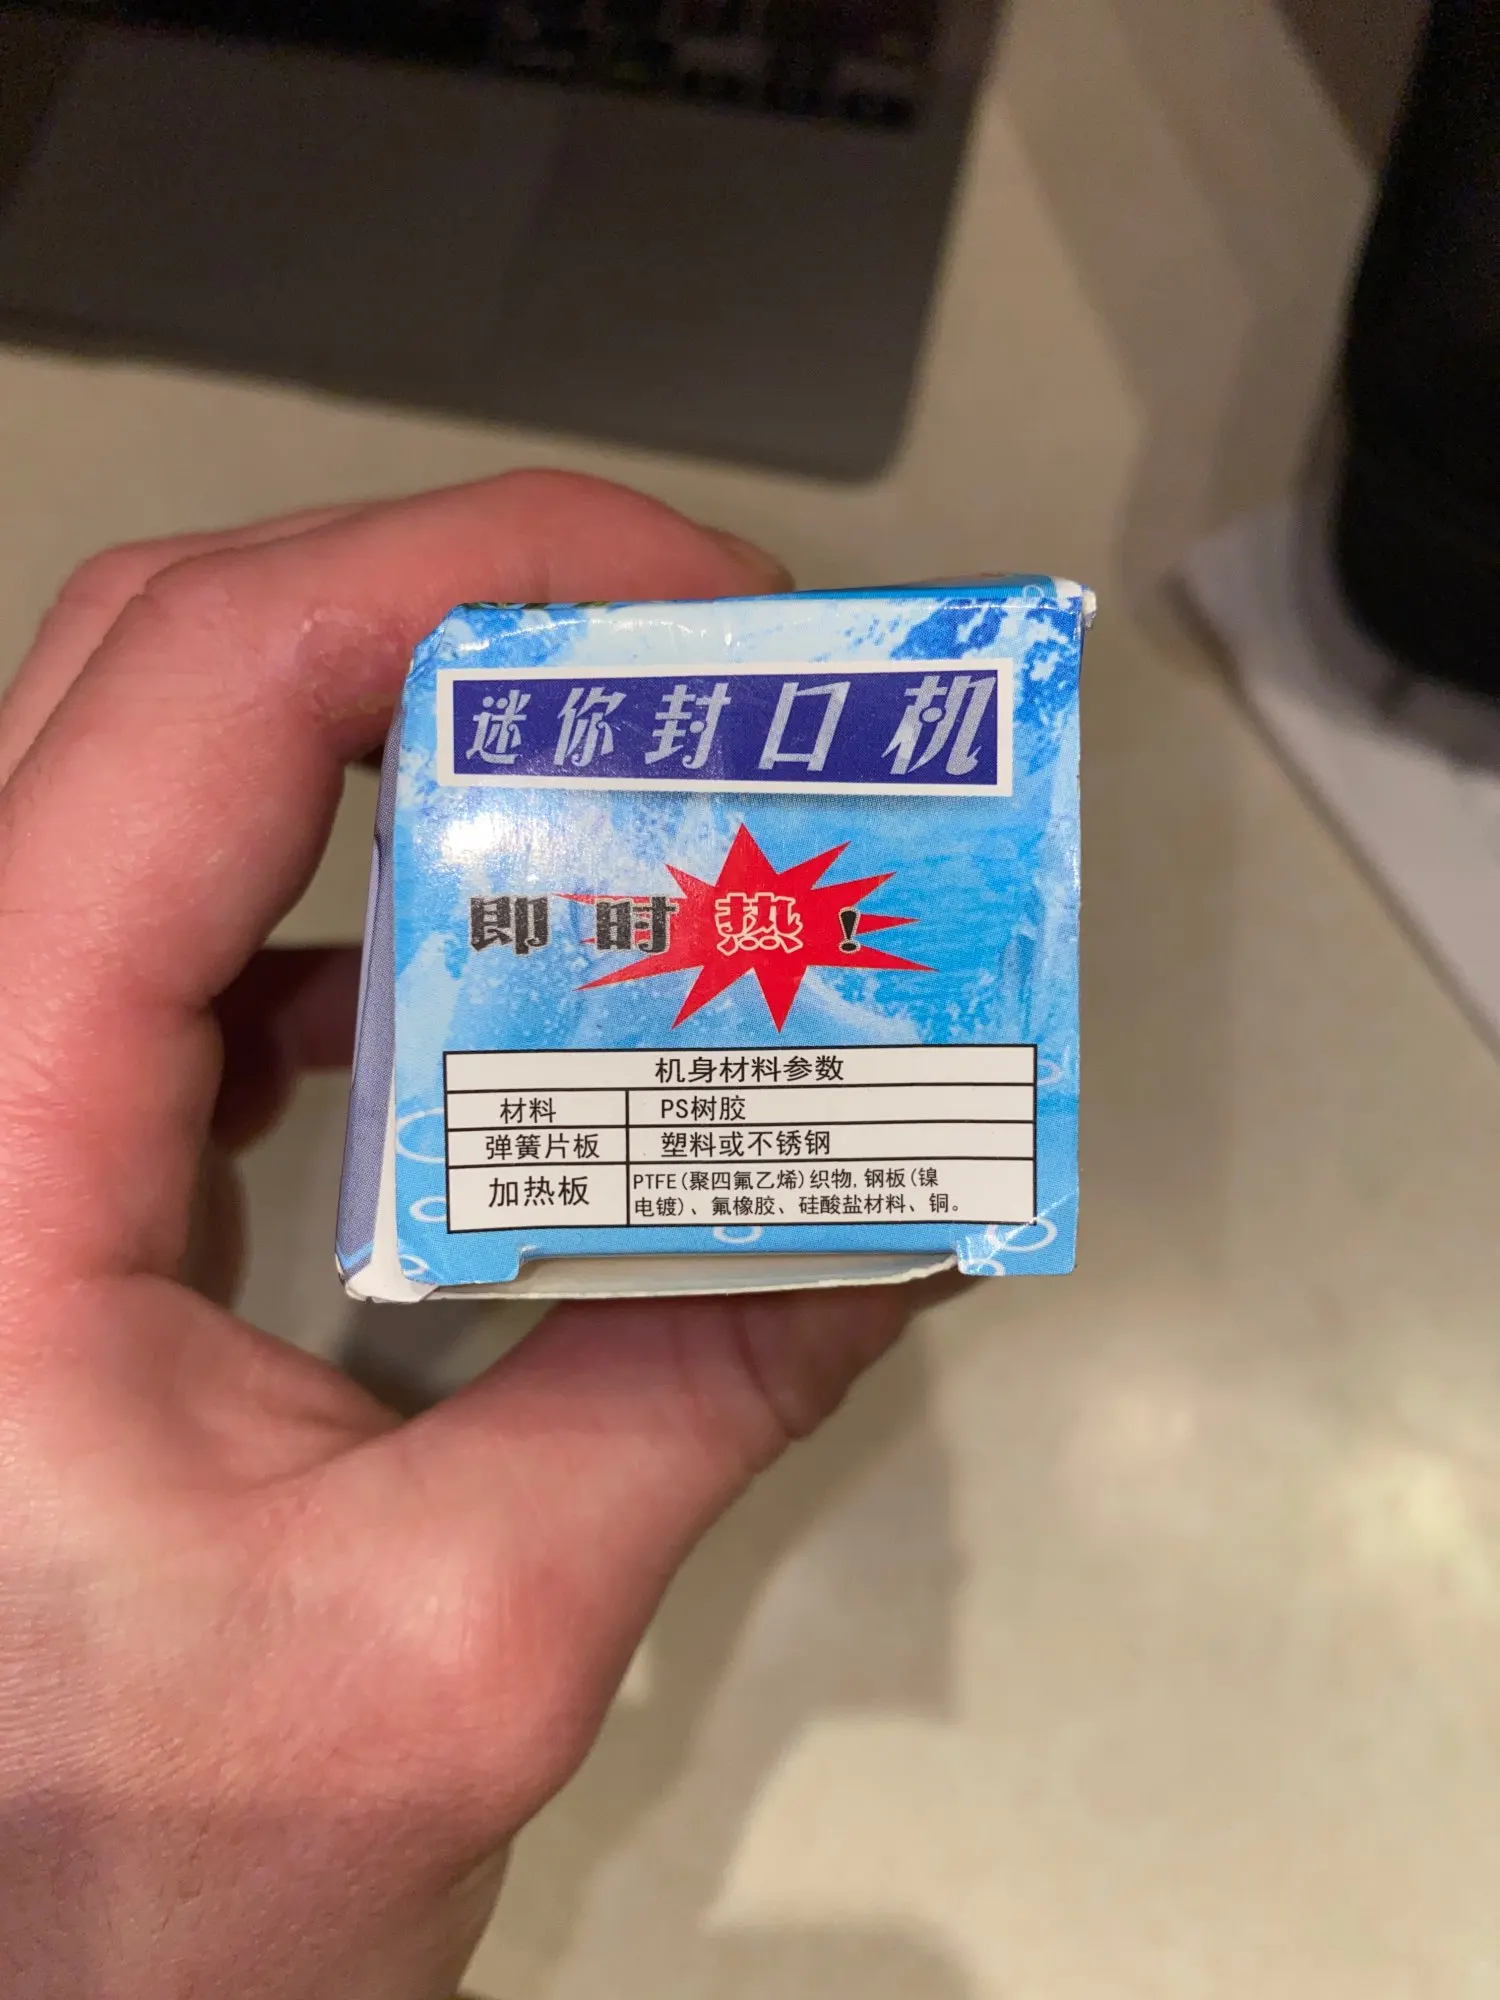 迷你封口机
即时热!
机身材料参数
材料 PS树胶
弹簧片板 塑料或不锈钢
加热板 PTFE(聚四氟乙烯)织物,钢板(镍
电镀)、氟橡胶、硅酸盐材料、铜。